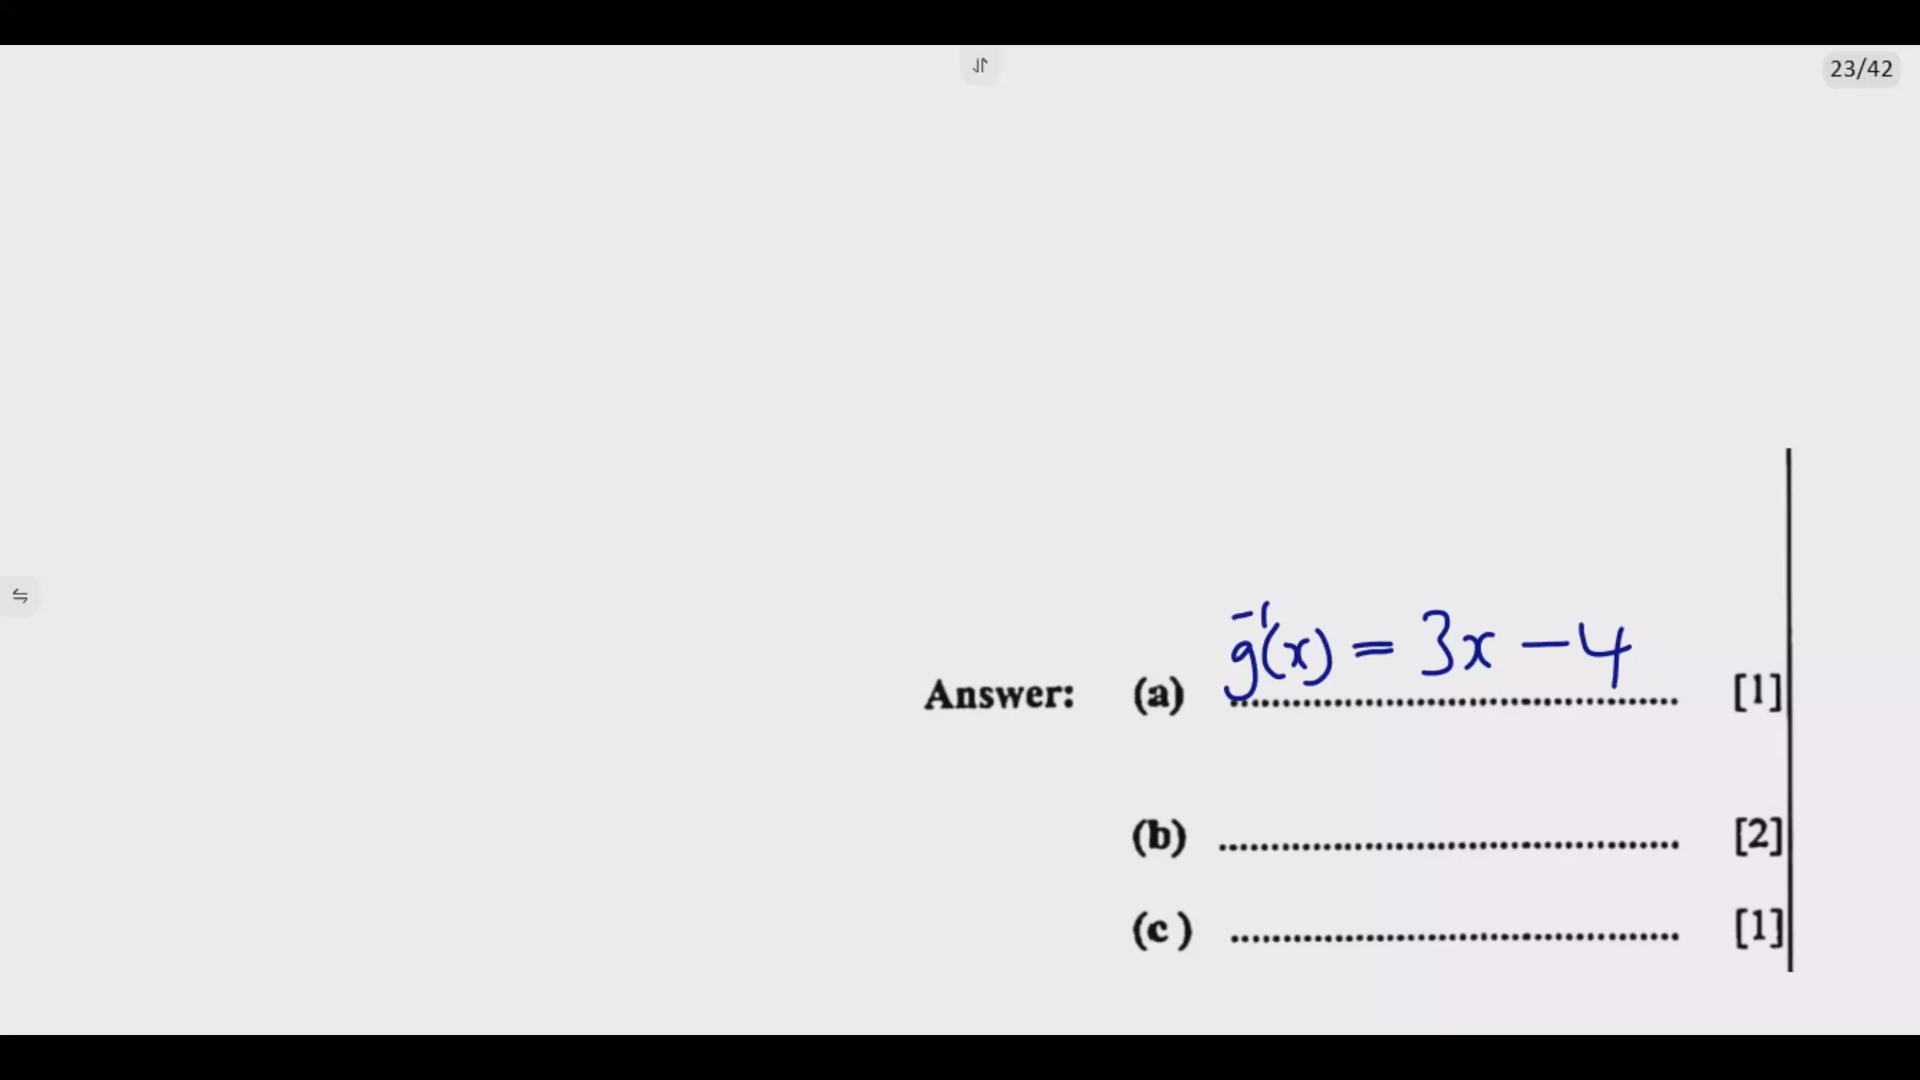 23/42
g⁻¹(x) = 3x - 4
Answer: (a) ........................................ [1]
(b) ........................................ [2]
(c ) ........................................ [1]